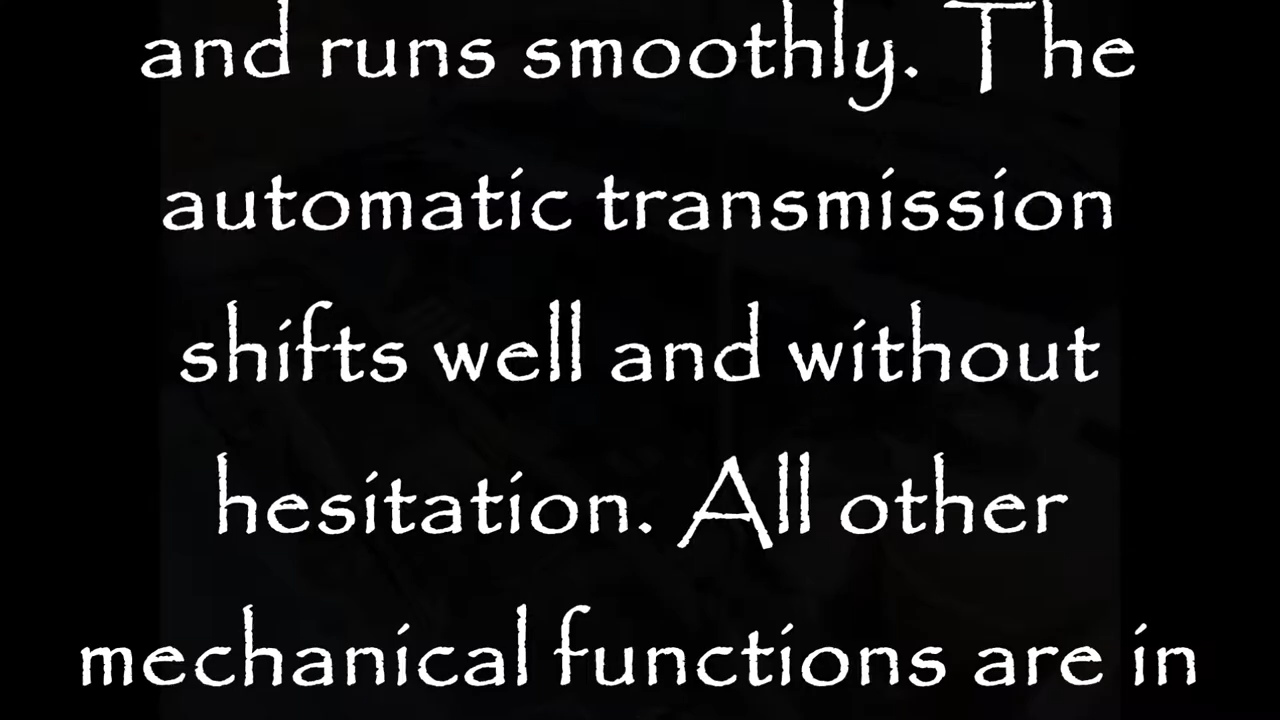 and runs smoothly. The
automatic transmission
shifts well and without
hesitation. All other
mechanical functions are in